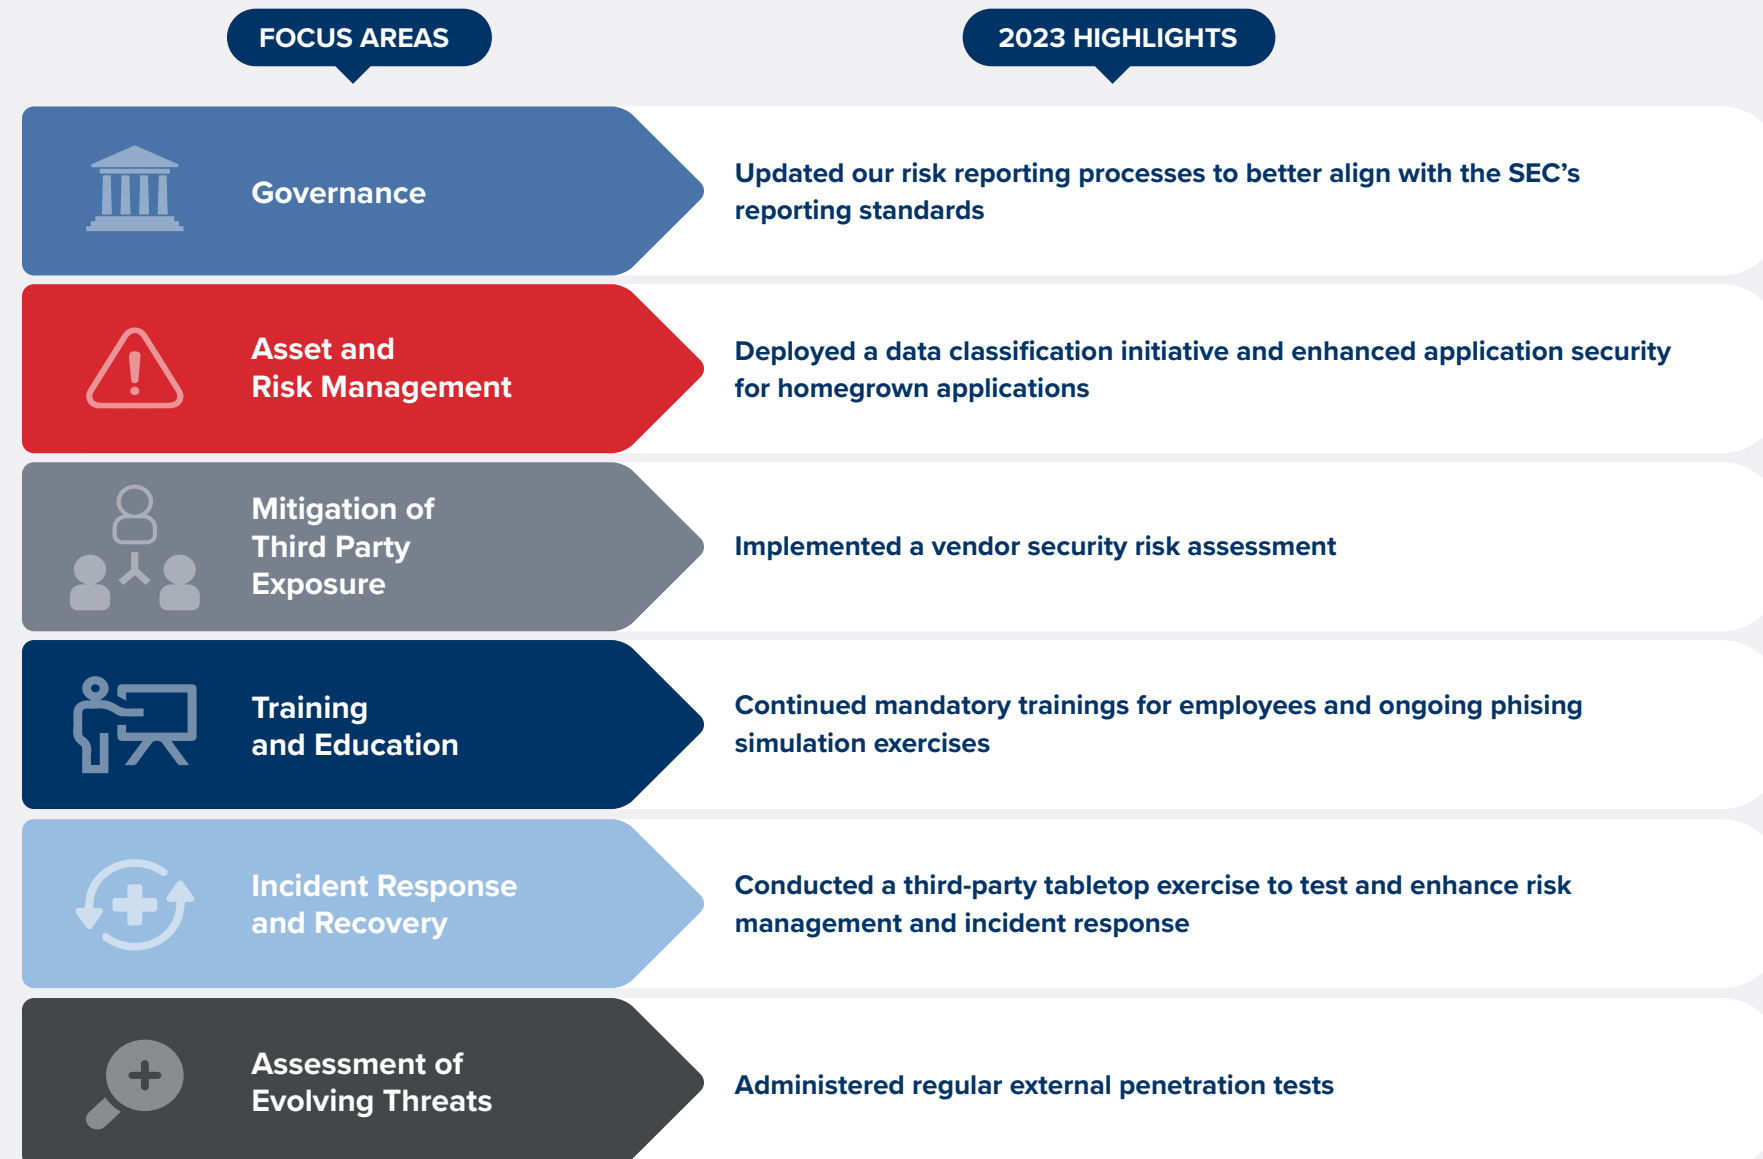 FOCUS AREAS
2023 HIGHLIGHTS
Governance
Updated our risk reporting processes to better align with the SEC’s
reporting standards
Asset and
Risk Management
Deployed a data classification initiative and enhanced application security
for homegrown applications
Mitigation of
Third Party
Exposure
Implemented a vendor security risk assessment
Training
and Education
Continued mandatory trainings for employees and ongoing phising
simulation exercises
Incident Response
and Recovery
Conducted a third-party tabletop exercise to test and enhance risk
management and incident response
Assessment of
Evolving Threats
Administered regular external penetration tests